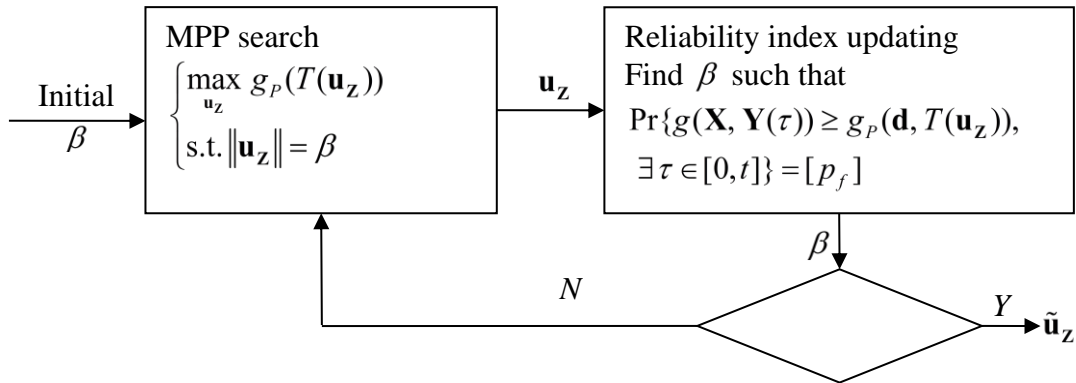 Initial
β
MPP search
max g_P(T(u_Z))
u_Z
s.t. ‖u_Z‖ = β
u_Z
Reliability index updating
Find β such that
Pr{g(X, Y(τ)) ≥ g_P(d, T(u_Z)),
∃ τ ∈ [0, t]} = [p_f]
β
N
Y
ũ_Z